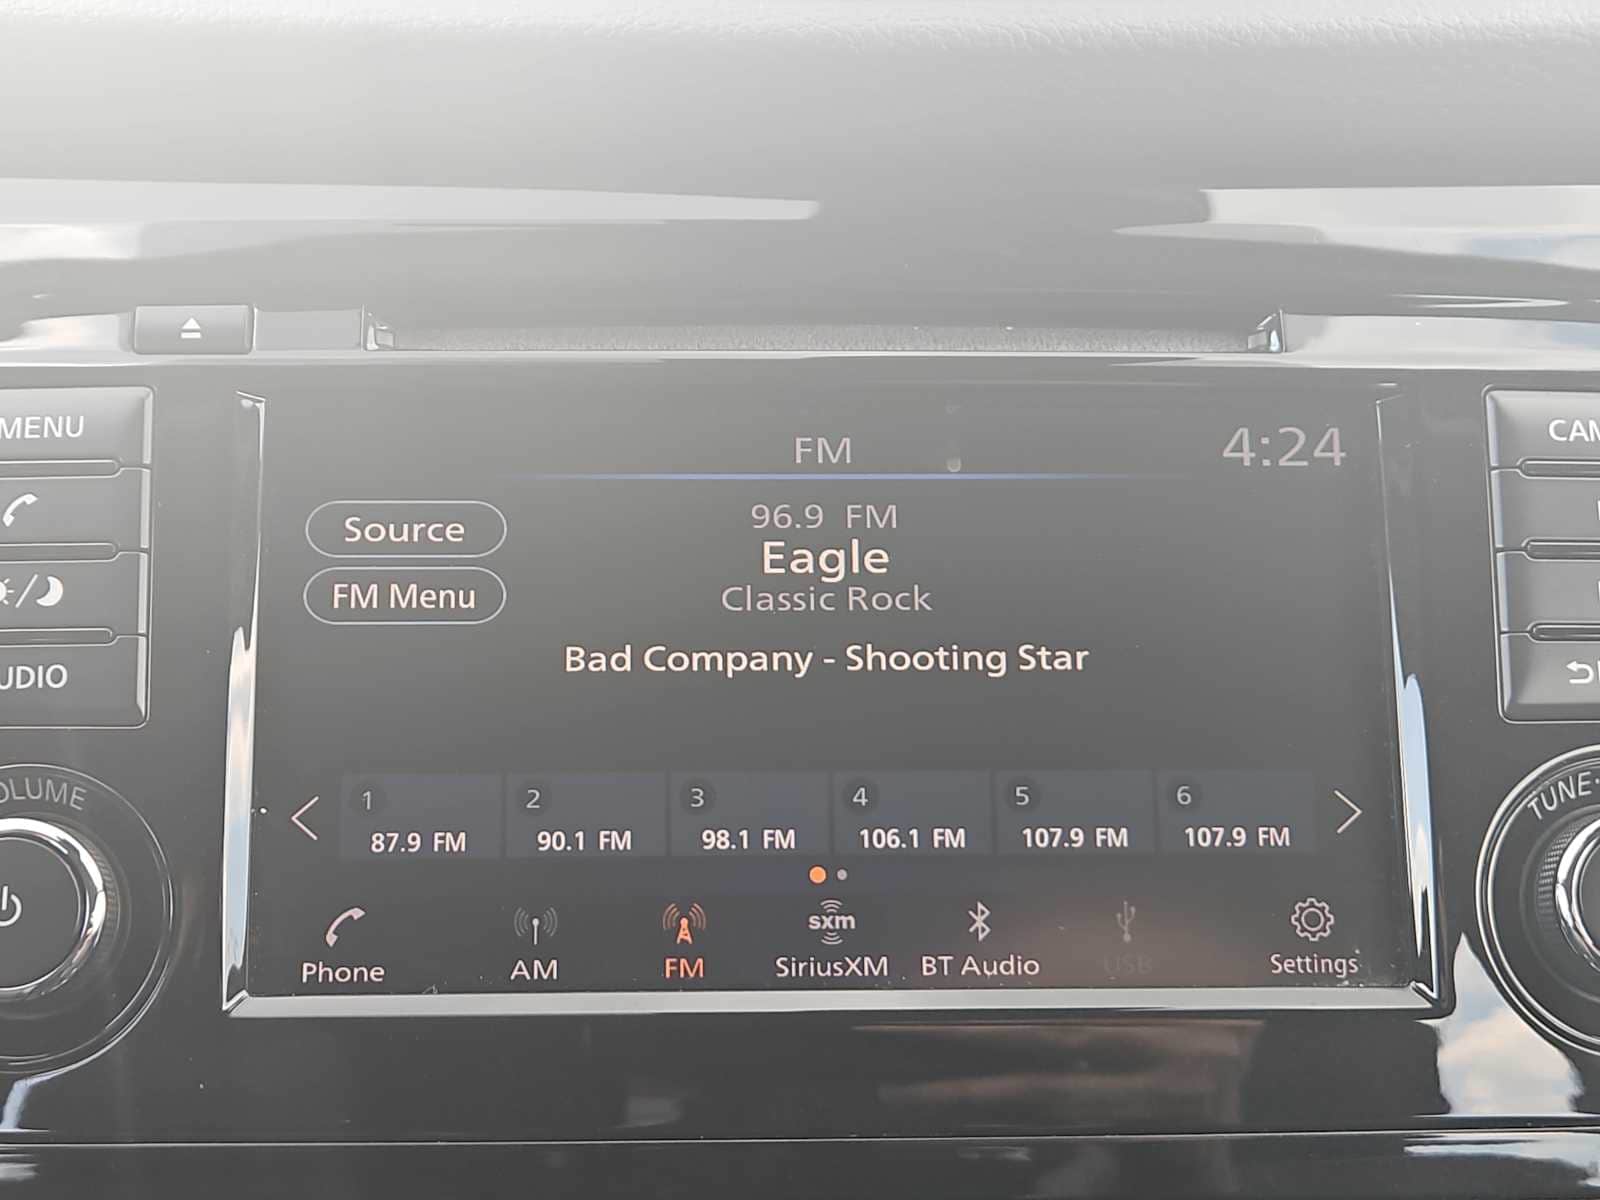 MENU
UDIO
OLUME
CAM
TUNE
FM
4:24
Source
FM Menu
96.9 FM
Eagle
Classic Rock
Bad Company - Shooting Star
1 2 3 4 5 6
87.9 FM 90.1 FM 98.1 FM 106.1 FM 107.9 FM 107.9 FM
sxm
Phone AM FM SiriusXM BT Audio USB Settings